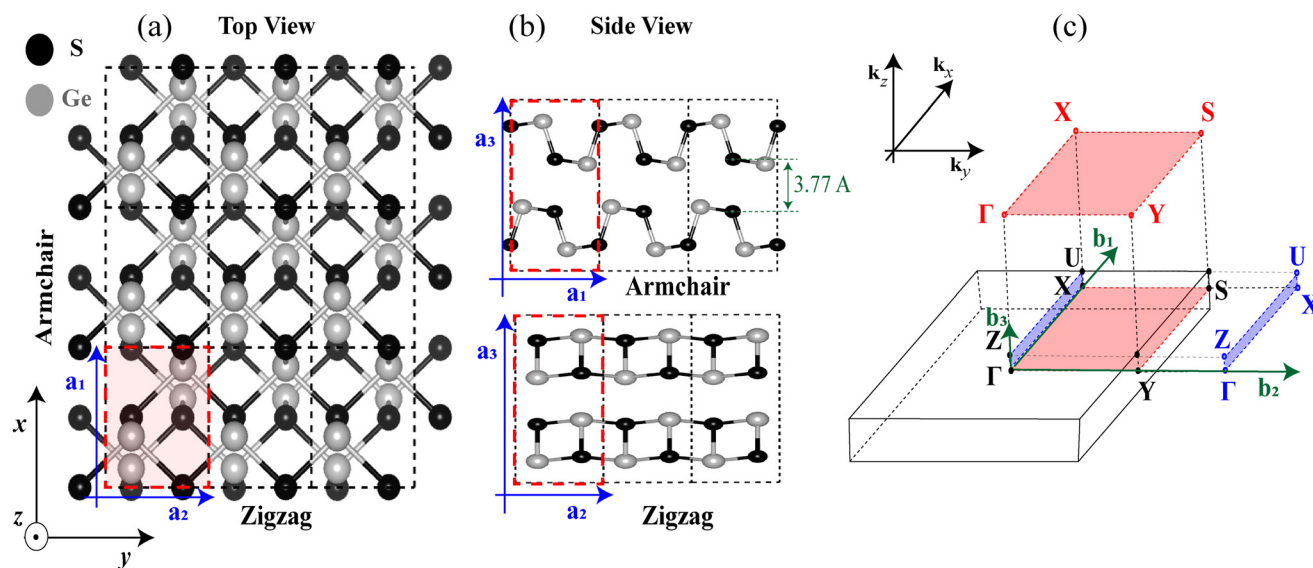 (a) Top View
S
Ge
Armchair
a1
a2
x
z
y
Zigzag
(b) Side View
a3
3.77 A
a1
Armchair
a3
a2
Zigzag
(c)
kz
kx
ky
X
S
Γ
Y
b1
U
X
S
b3
Z
Γ
Y
b2
U
X
Z
Γ